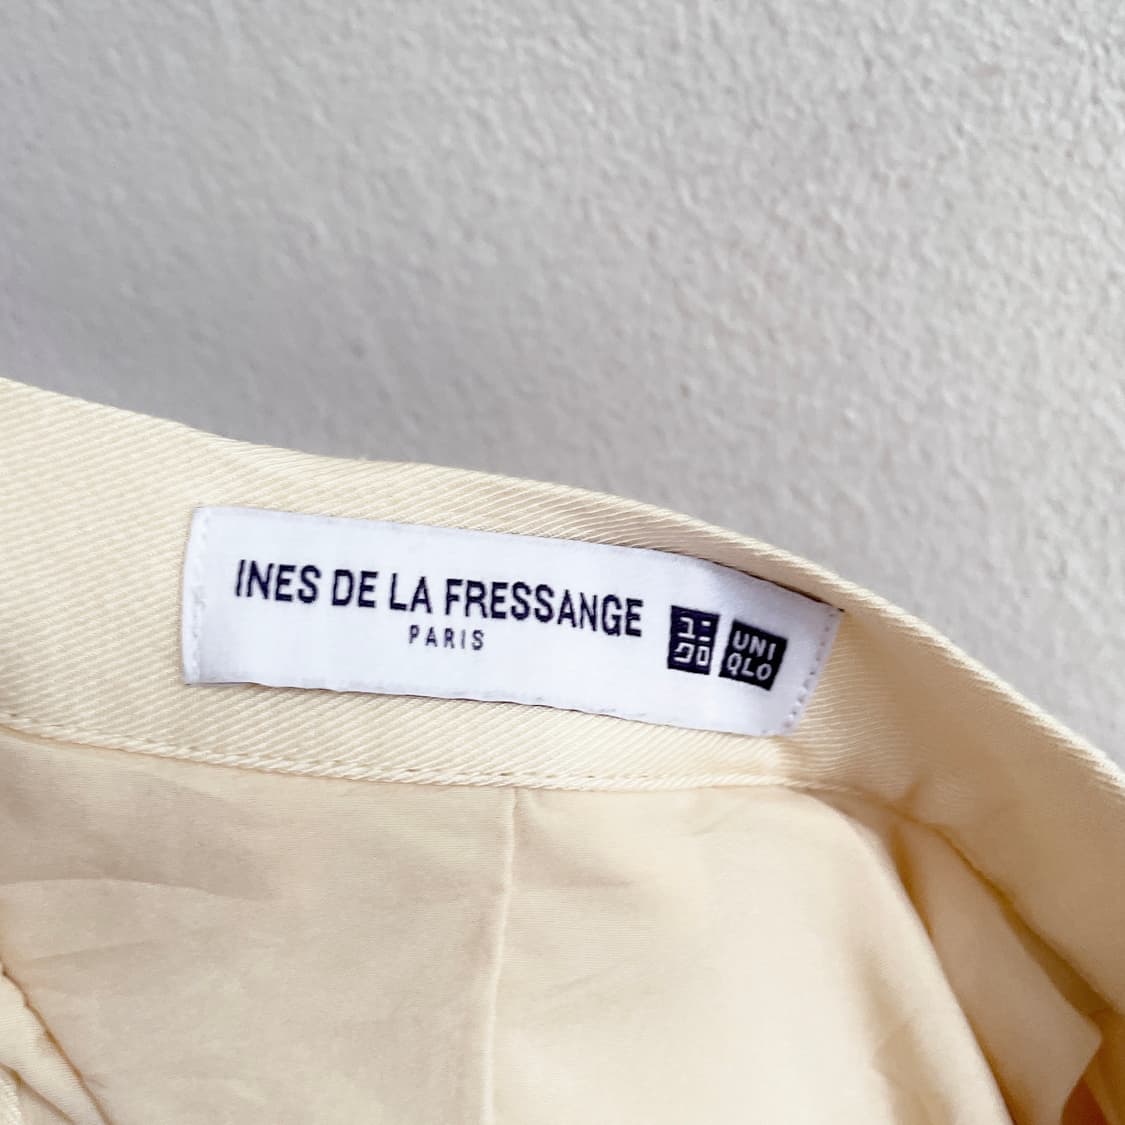 INES DE LA FRESSANGE
PARIS
ユニ
クロ
UNI
QLO